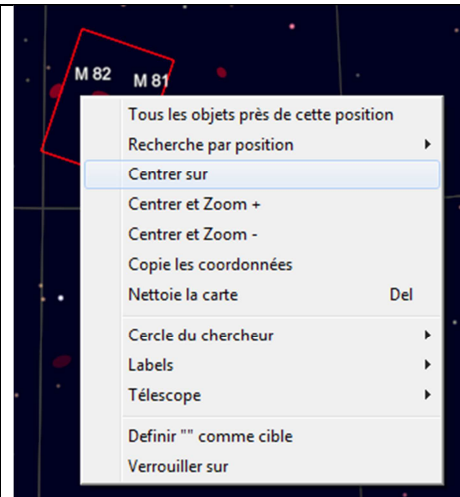 M 82 M 81
Tous les objets près de cette position
Recherche par position
Centrer sur
Centrer et Zoom +
Centrer et Zoom -
Copie les coordonnées
Nettoie la carte Del
Cercle du chercheur
Labels
Télescope
Definir "" comme cible
Verrouiller sur